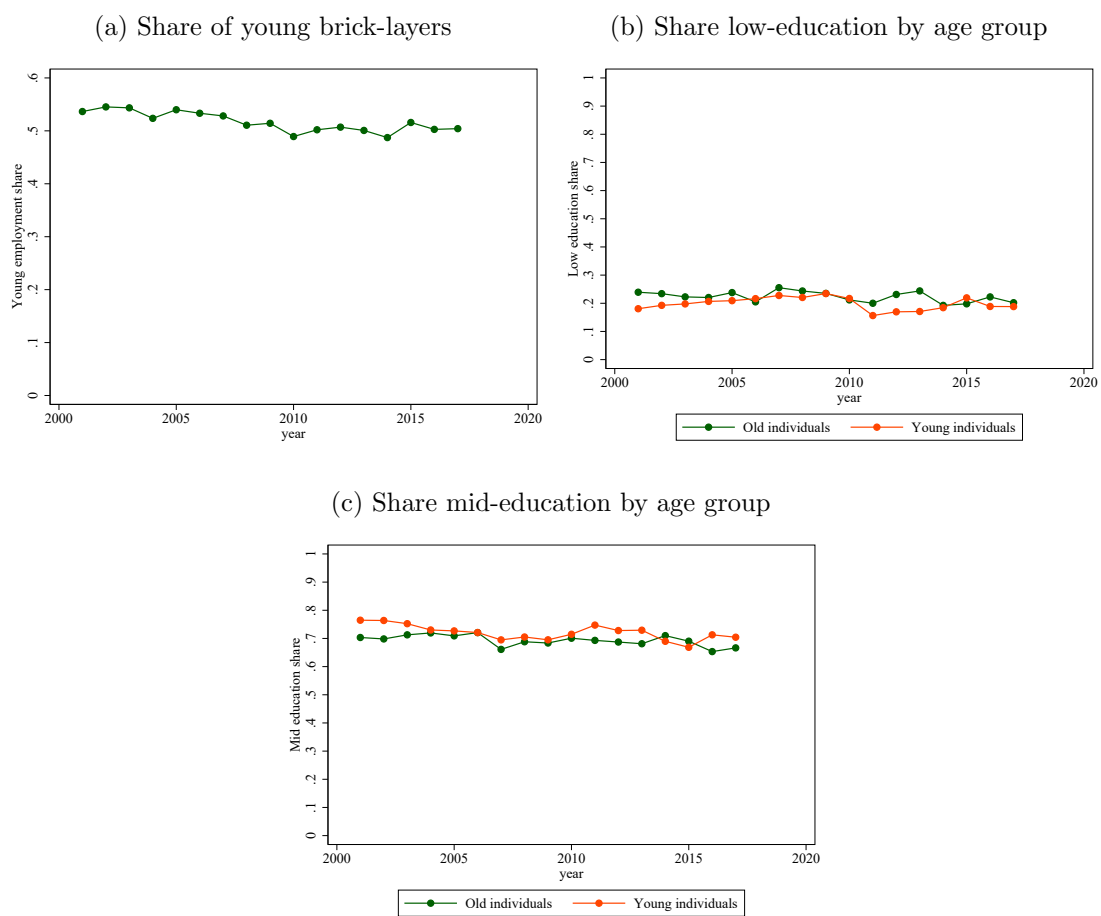 (a) Share of young brick-layers
Young employment share
.6
.5
.4
.3
.2
.1
0
2000 2005 2010 2015 2020
year
(b) Share low-education by age group
Low education share
1
.9
.8
.7
.6
.5
.4
.3
.2
.1
0
2000 2005 2010 2015 2020
year
Old individuals Young individuals
(c) Share mid-education by age group
Mid education share
1
.9
.8
.7
.6
.5
.4
.3
.2
.1
0
2000 2005 2010 2015 2020
year
Old individuals Young individuals